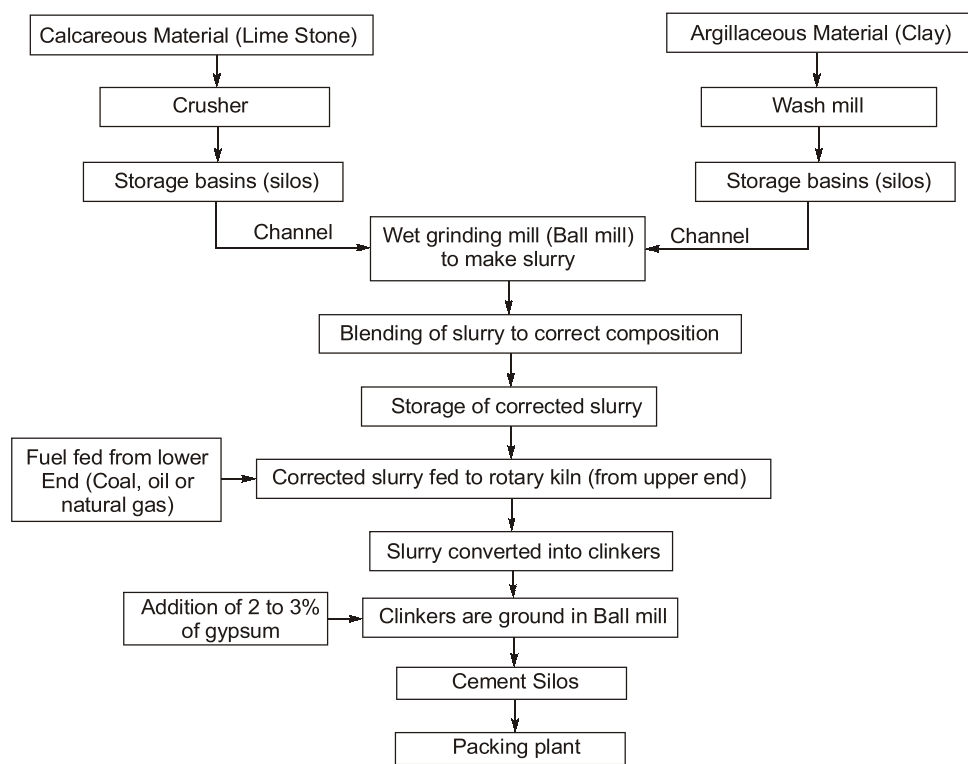 Calcareous Material (Lime Stone)
Argillaceous Material (Clay)
Crusher
Wash mill
Storage basins (silos)
Storage basins (silos)
Channel
Wet grinding mill (Ball mill)
to make slurry
Channel
Blending of slurry to correct composition
Storage of corrected slurry
Fuel fed from lower
End (Coal, oil or
natural gas)
Corrected slurry fed to rotary kiln (from upper end)
Slurry converted into clinkers
Addition of 2 to 3%
of gypsum
Clinkers are ground in Ball mill
Cement Silos
Packing plant